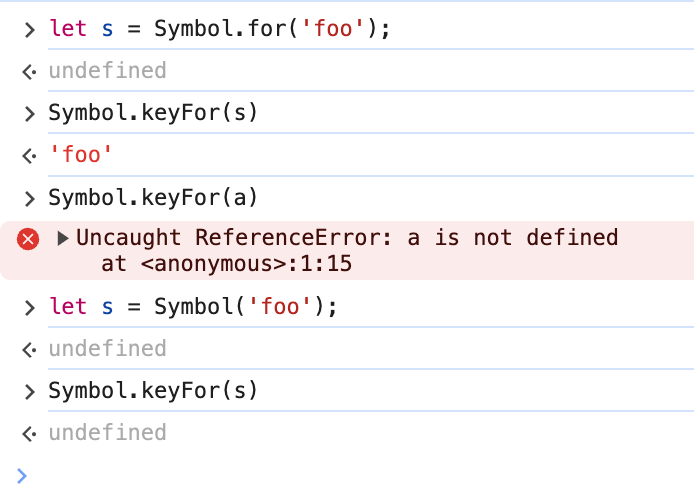 > let s = Symbol.for('foo');
<· undefined
> Symbol.keyFor(s)
<· 'foo'
> Symbol.keyFor(a)
▶Uncaught ReferenceError: a is not defined
at <anonymous>:1:15
> let s = Symbol('foo');
<· undefined
> Symbol.keyFor(s)
<· undefined
>